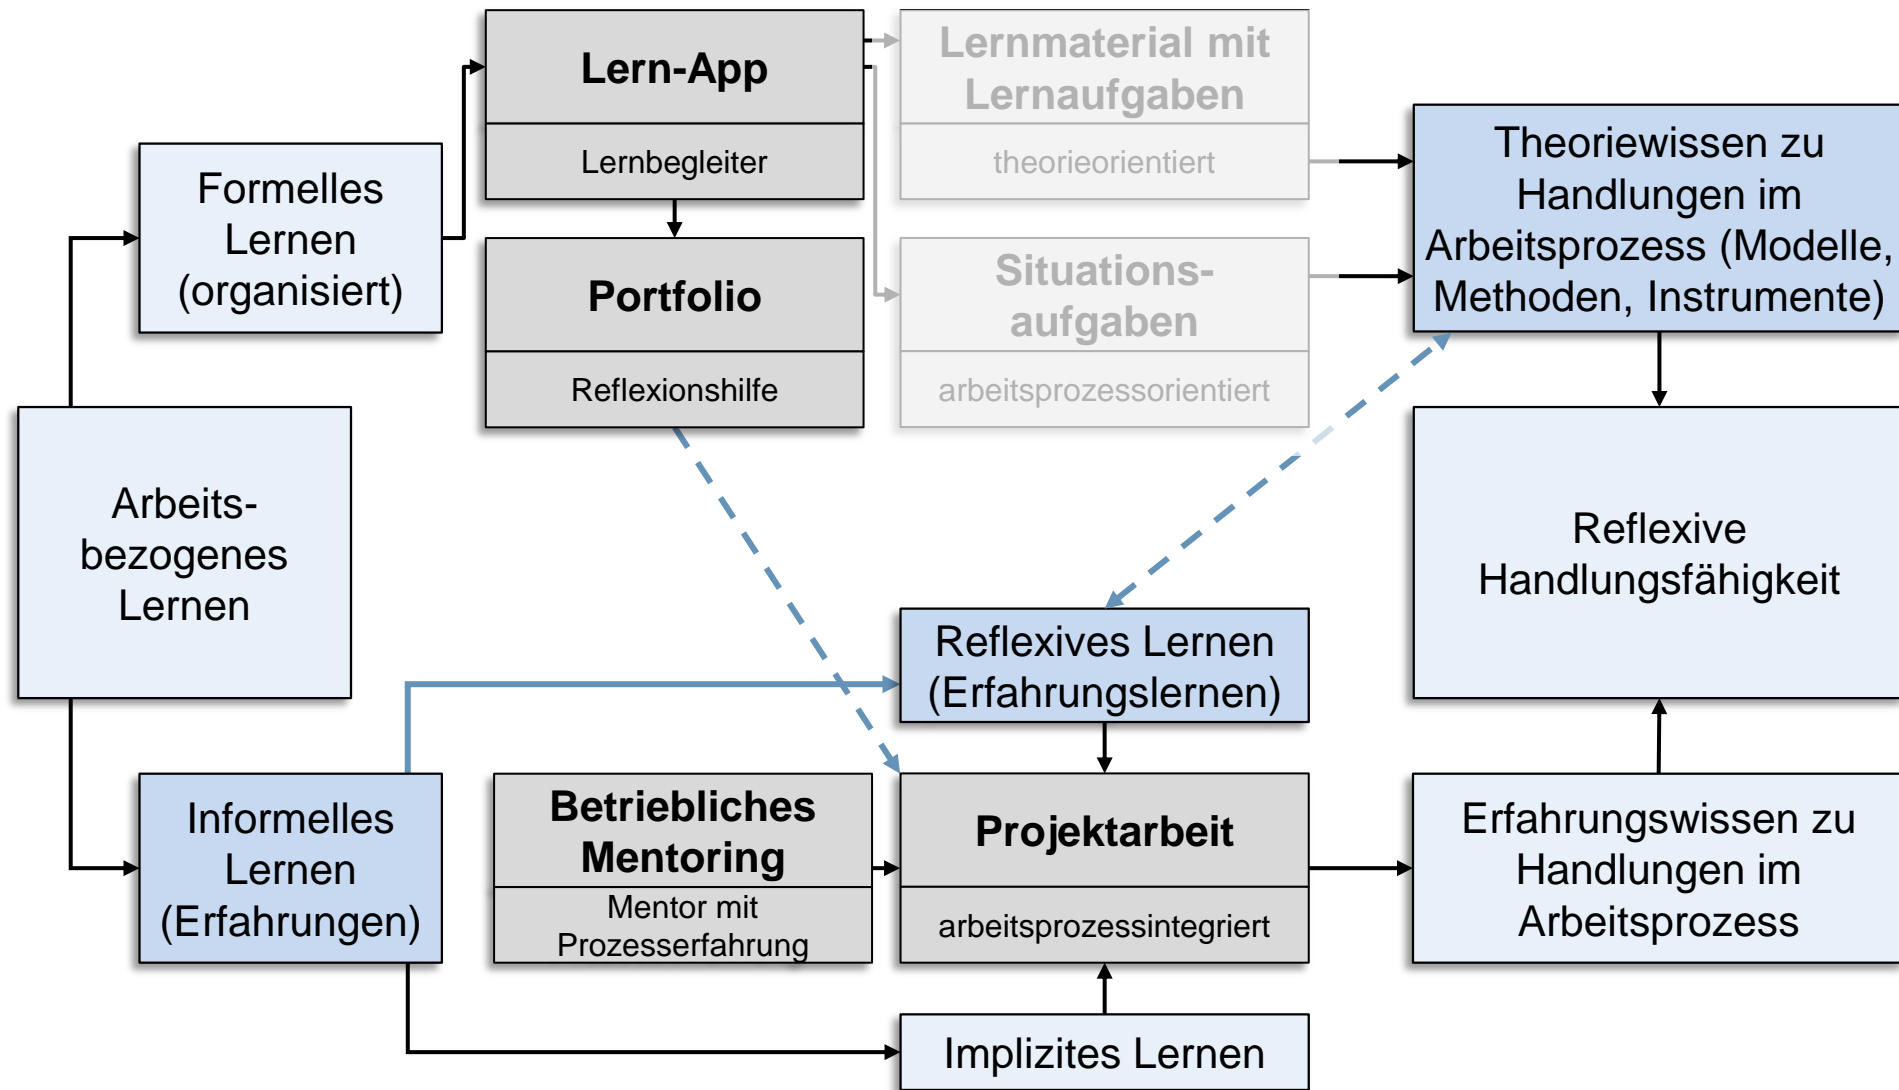 Lern-App
Lernbegleiter
Lernmaterial mit
Lernaufgaben
theorieorientiert
Theoriewissen zu
Handlungen im
Arbeitsprozess (Modelle,
Methoden, Instrumente)
Formelles
Lernen
(organisiert)
Portfolio
Reflexionshilfe
Situations-
aufgaben
arbeitsprozessorientiert
Arbeits-
bezogenes
Lernen
Reflexive
Handlungsfähigkeit
Reflexives Lernen
(Erfahrungslernen)
Informelles
Lernen
(Erfahrungen)
Betriebliches
Mentoring
Mentor mit
Prozesserfahrung
Projektarbeit
arbeitsprozessintegriert
Erfahrungswissen zu
Handlungen im
Arbeitsprozess
Implizites Lernen